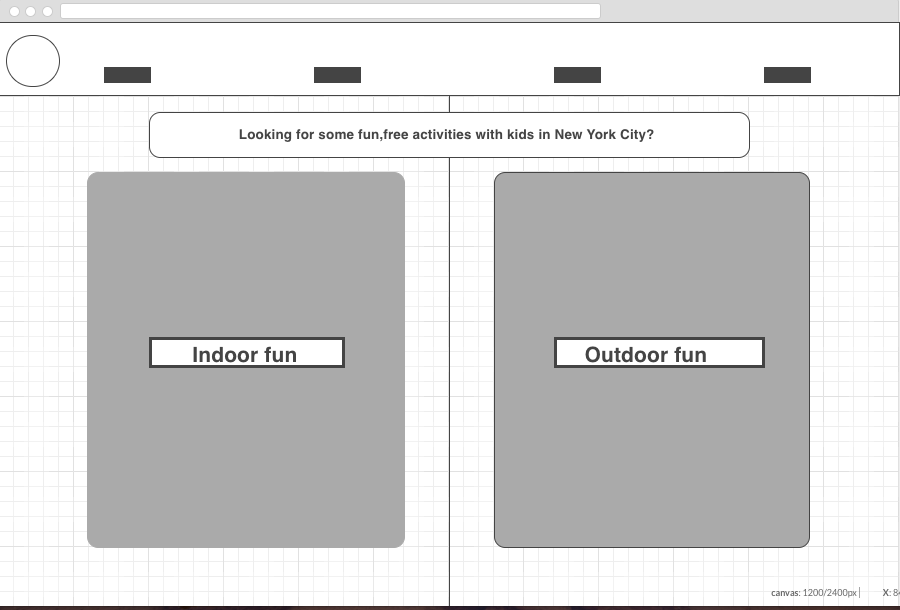 Looking for some fun,free activities with kids in New York City?
Indoor fun
Outdoor fun
canvas: 1200/2400px
X: